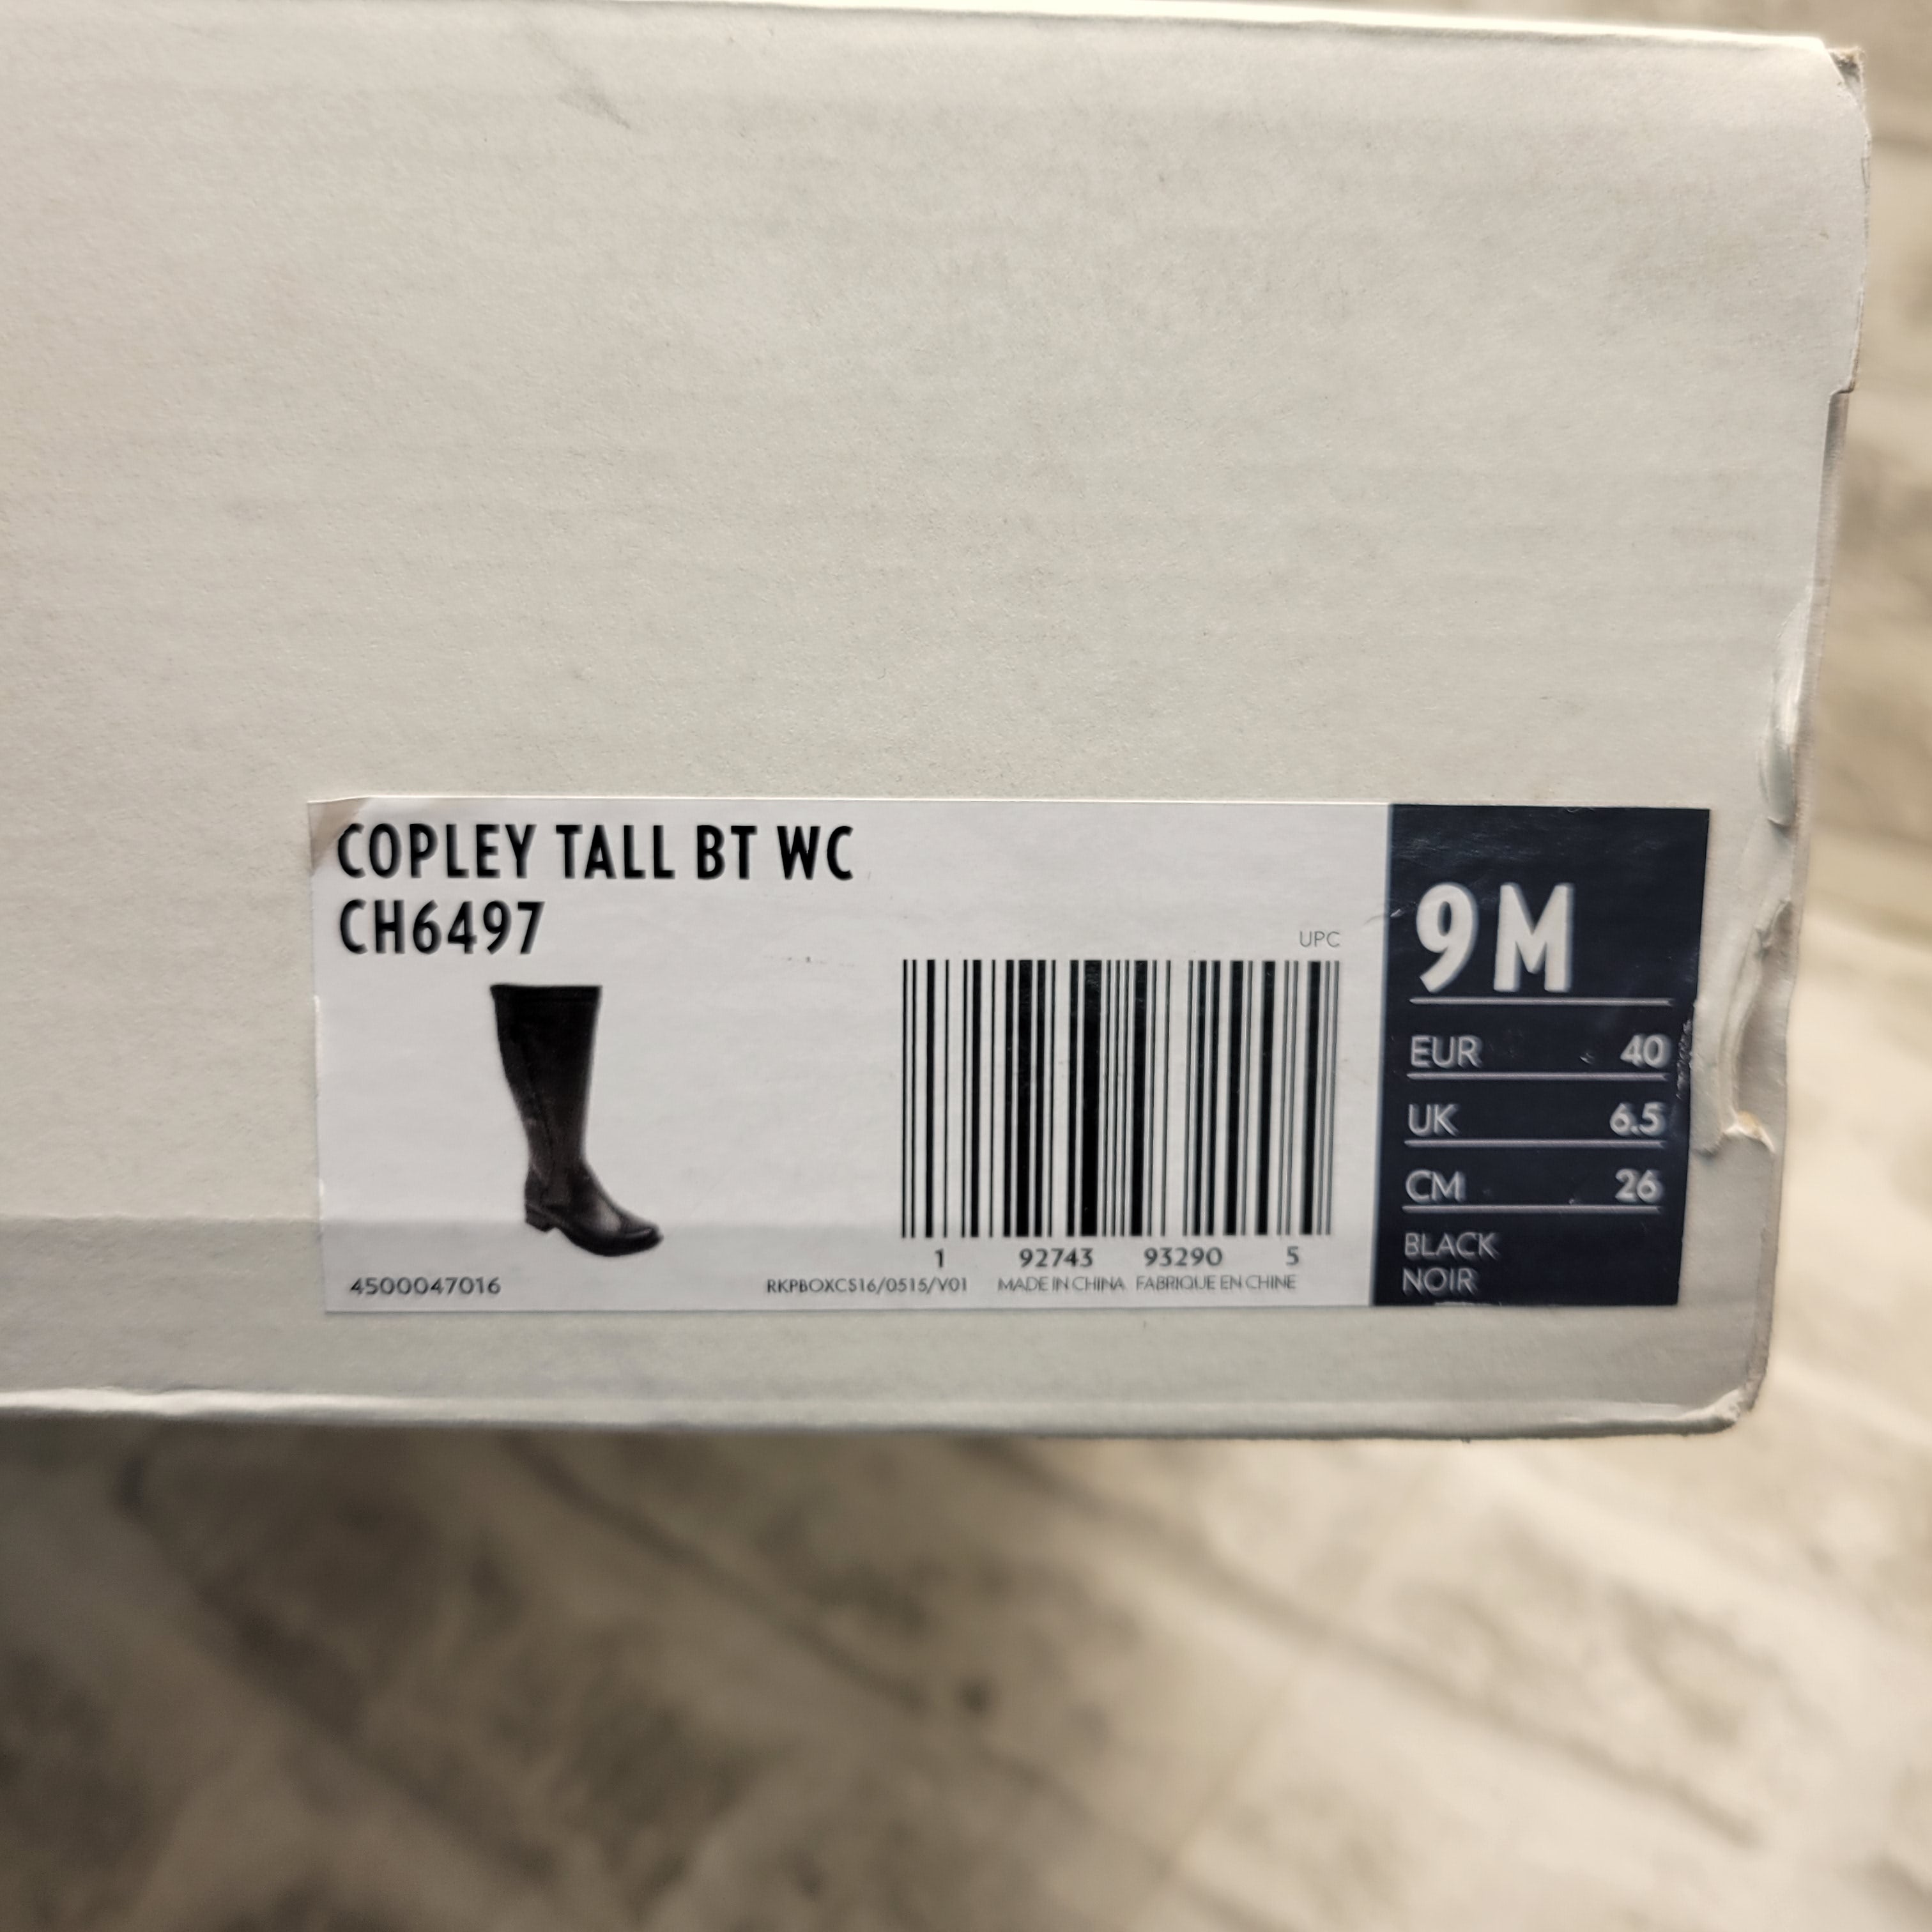 COPLEY TALL BT WC
CH6497
UPC
1 92743 93290 5
4500047016
RKPBOXCS16/0515/V01 MADE IN CHINA FABRIQUE EN CHINE
9M
EUR 40
UK 6.5
CM 26
BLACK
NOIR